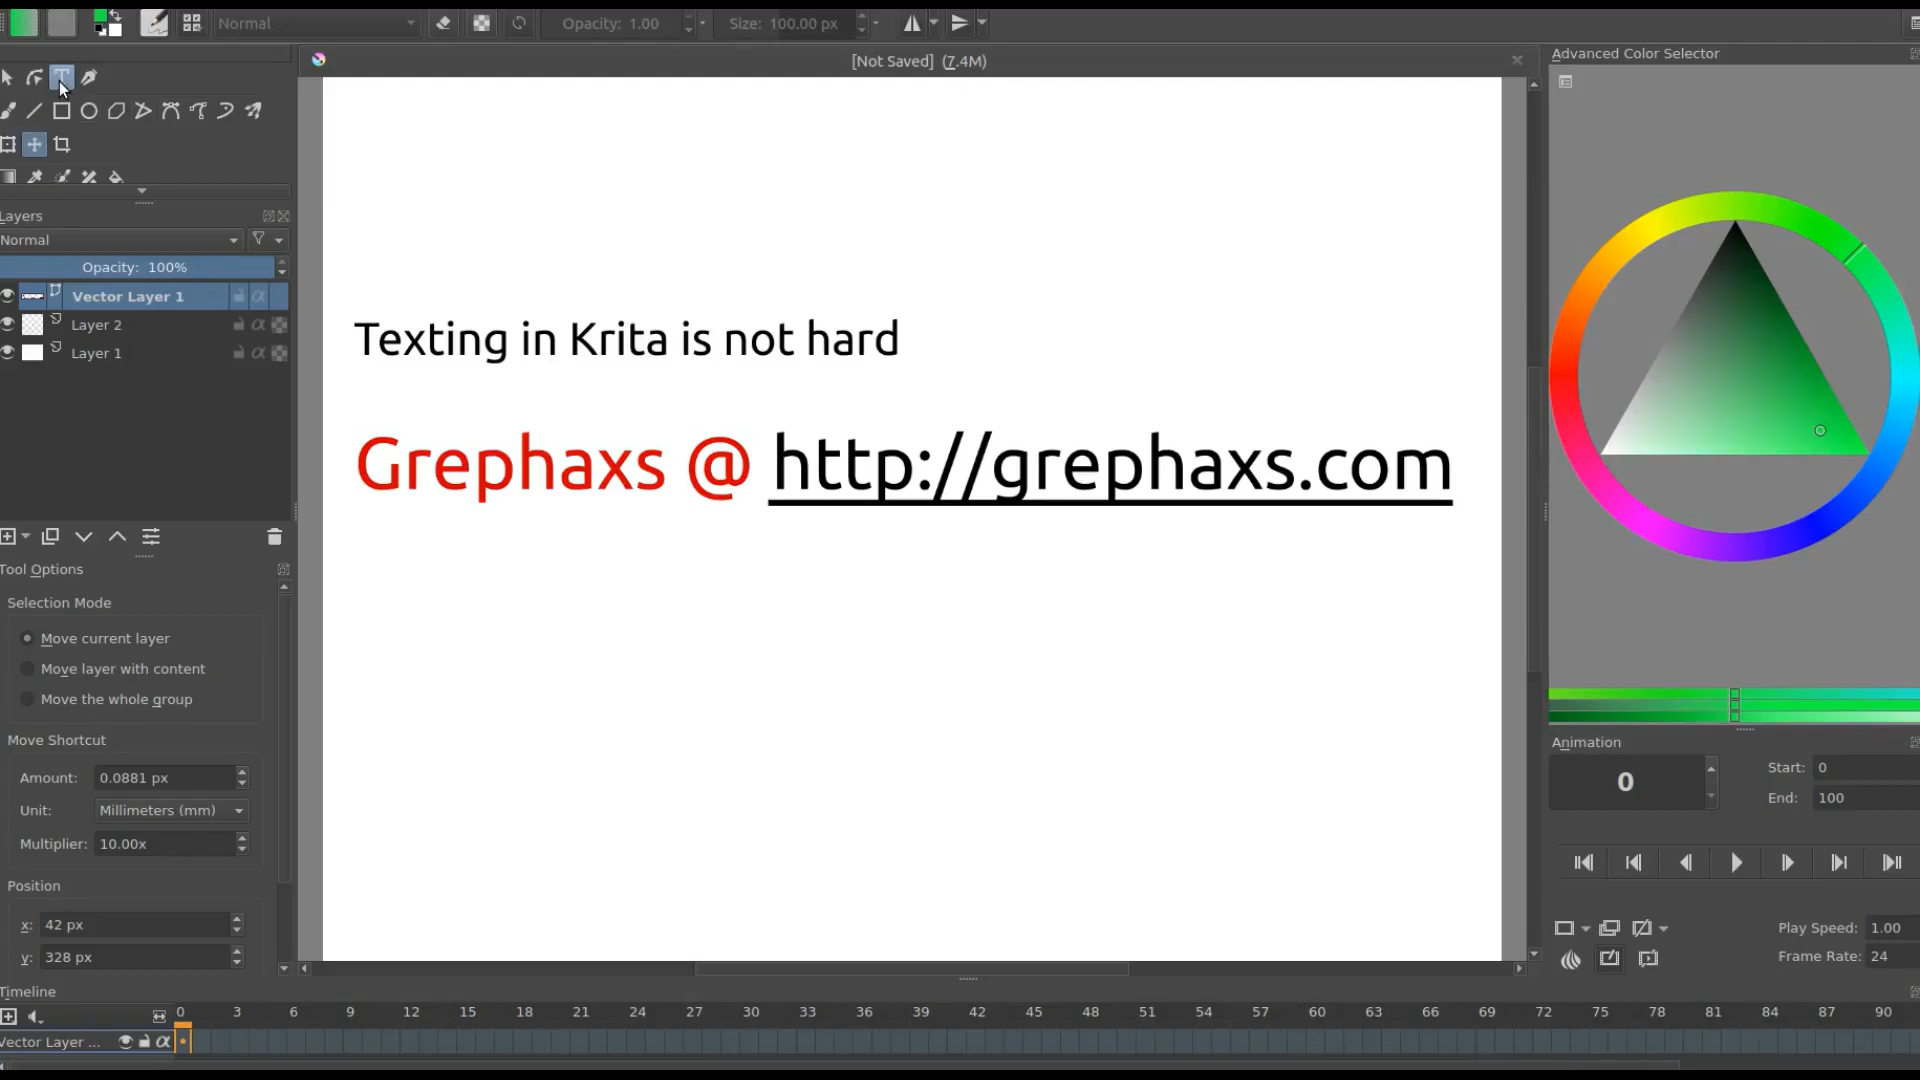 Normal
Opacity: 1.00
Size: 100.00 px
[Not Saved] (7.4M)
Advanced Color Selector
Layers
Normal
Opacity: 100%
Vector Layer 1
Layer 2
Layer 1
Texting in Krita is not hard
Grephaxs @ http://grephaxs.com
Tool Options
Selection Mode
Move current layer
Move layer with content
Move the whole group
Move Shortcut
Amount: 0.0881 px
Unit: Millimeters (mm)
Multiplier: 10.00x
Position
x: 42 px
y: 328 px
Animation
0
Start: 0
End: 100
Play Speed: 1.00
Frame Rate: 24
Timeline
0 3 6 9 12 15 18 21 24 27 30 33 36 39 42 45 48 51 54 57 60 63 66 69 72 75 78 81 84 87 90
Vector Layer ...